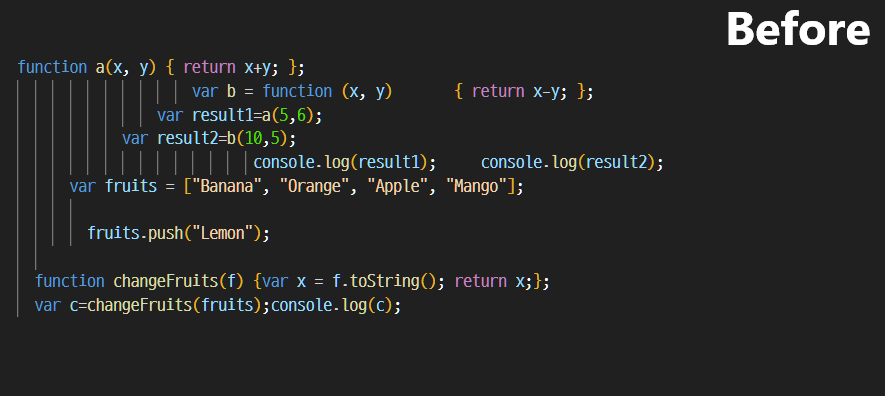 Before
function a(x, y) { return x+y; };
var b = function (x, y)       { return x-y; };
var result1=a(5,6);
var result2=b(10,5);
console.log(result1);     console.log(result2);
var fruits = ["Banana", "Orange", "Apple", "Mango"];
fruits.push("Lemon");
function changeFruits(f) {var x = f.toString(); return x;};
var c=changeFruits(fruits);console.log(c);